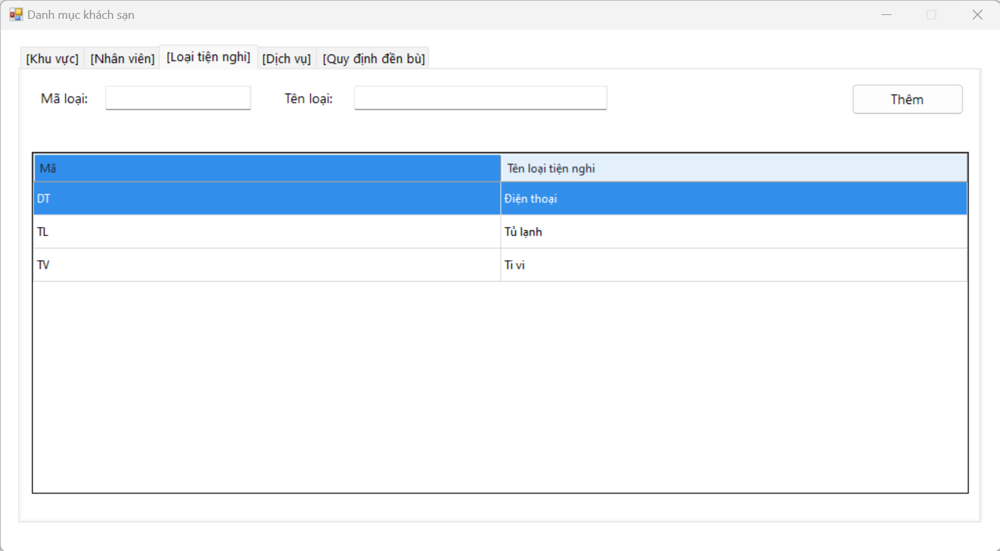 Danh mục khách sạn
[Khu vực] [Nhân viên] [Loại tiện nghi] [Dịch vụ] [Quy định đền bù]
Mã loại: Tên loại: Thêm
Mã Tên loại tiện nghi
DT Điện thoại
TL Tủ lạnh
TV Ti vi